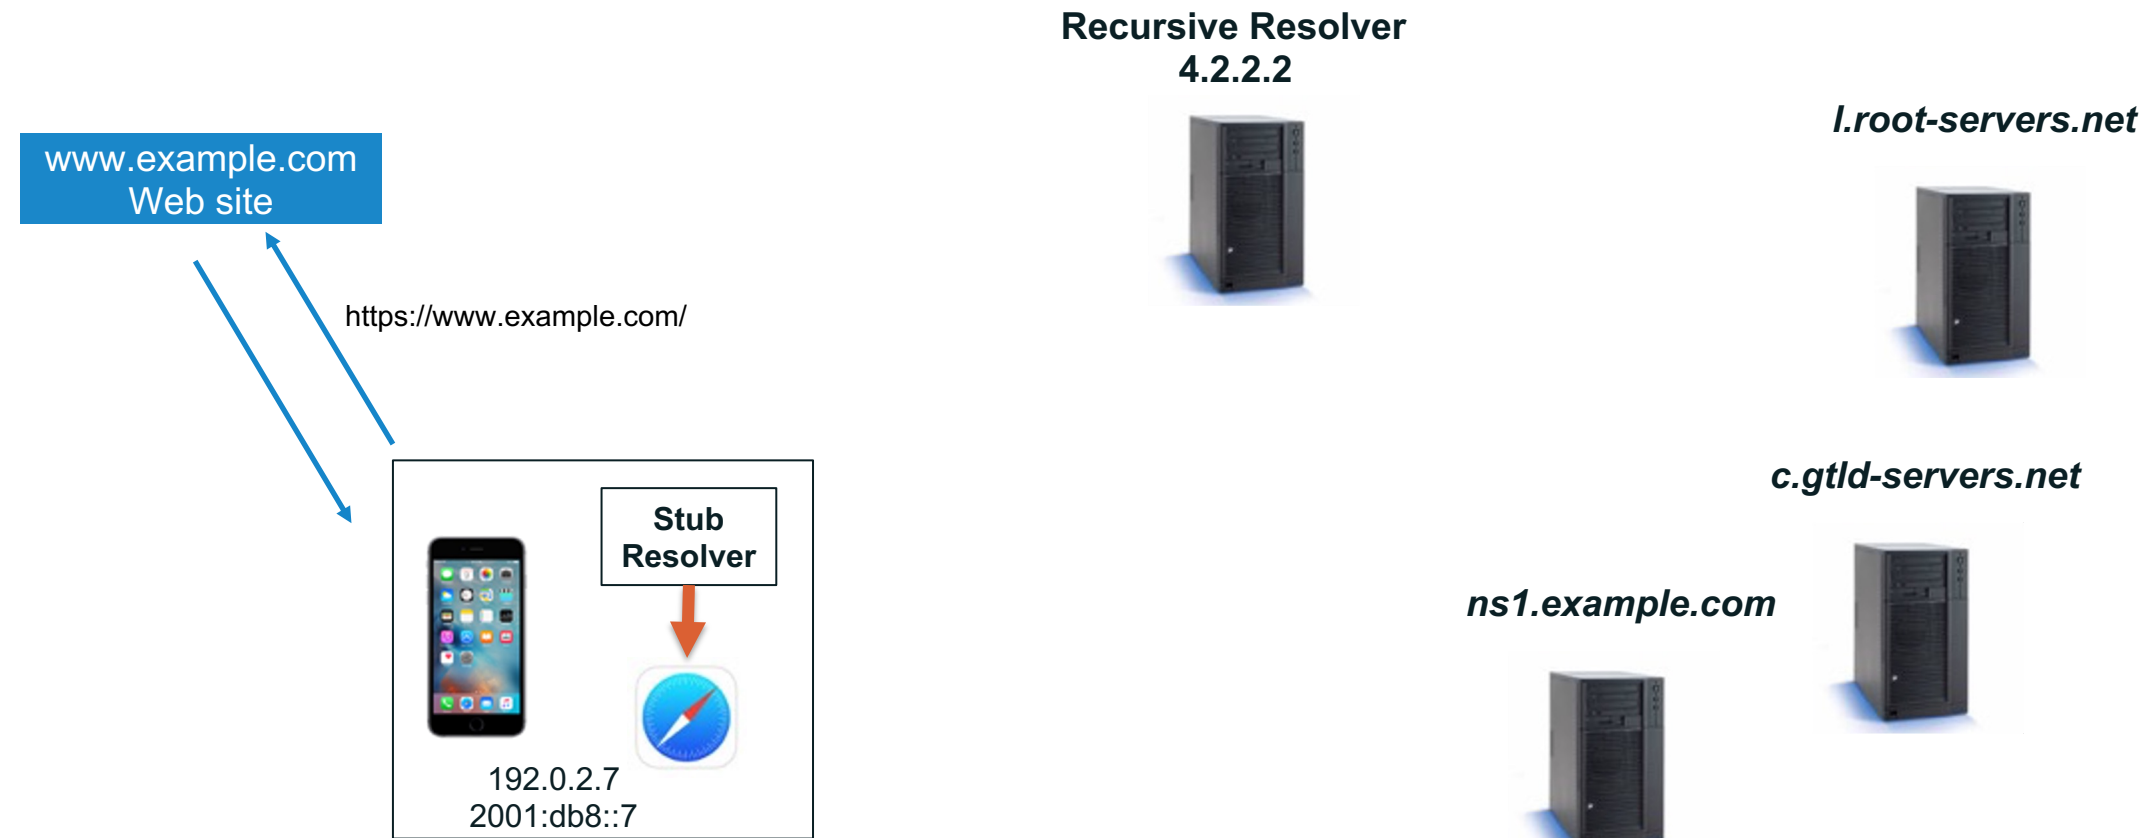 Recursive Resolver
4.2.2.2
l.root-servers.net
www.example.com
Web site
https://www.example.com/
c.gtld-servers.net
Stub
Resolver
ns1.example.com
192.0.2.7
2001:db8::7